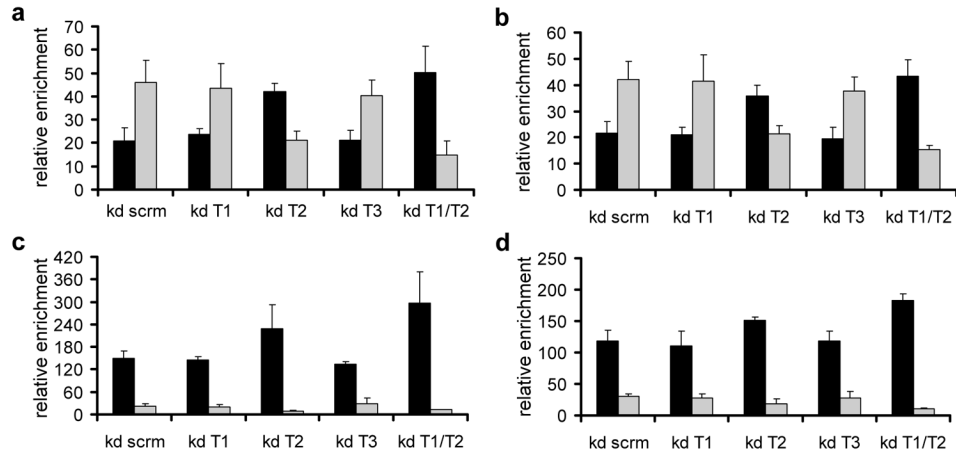 a
relative enrichment
70
60
50
40
30
20
10
0
kd scrm kd T1 kd T2 kd T3 kd T1/T2
b
relative enrichment
60
50
40
30
20
10
0
kd scrm kd T1 kd T2 kd T3 kd T1/T2
c
relative enrichment
420
360
300
240
180
120
60
0
kd scrm kd T1 kd T2 kd T3 kd T1/T2
d
relative enrichment
250
200
150
100
50
0
kd scrm kd T1 kd T2 kd T3 kd T1/T2